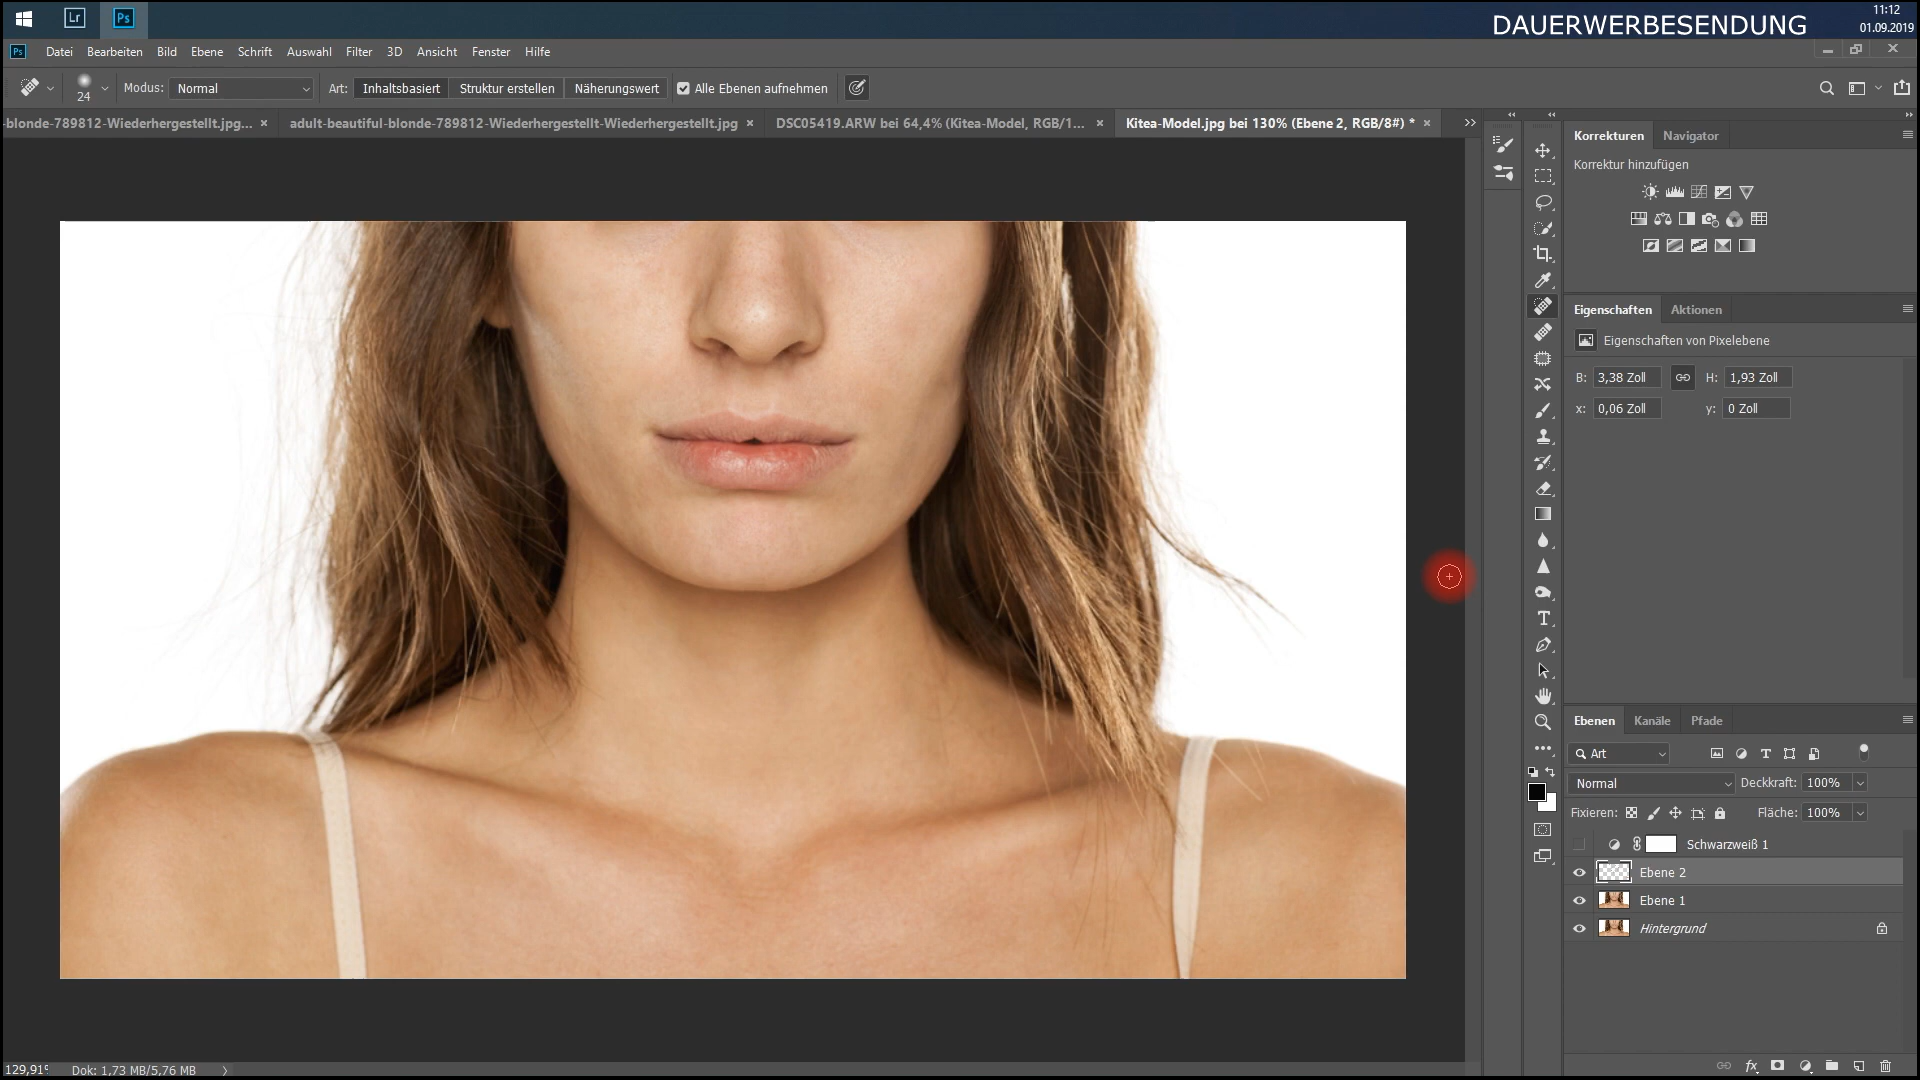 Lr Ps
DAUERWERBESENDUNG
11:12
01.09.2019
Ps Datei Bearbeiten Bild Ebene Schrift Auswahl Filter 3D Ansicht Fenster Hilfe
24 Modus: Normal Art: Inhaltsbasiert Struktur erstellen Näherungswert Alle Ebenen aufnehmen
-blonde-789812-Wiederhergestellt.jpg... × adult-beautiful-blonde-789812-Wiederhergestellt-Wiederhergestellt.jpg × DSC05419.ARW bei 64,4% (Kitea-Model, RGB/1... × Kitea-Model.jpg bei 130% (Ebene 2, RGB/8#) * ×
Korrekturen Navigator
Korrektur hinzufügen
Eigenschaften Aktionen
Eigenschaften von Pixelebene
B: 3,38 Zoll H: 1,93 Zoll
x: 0,06 Zoll y: 0 Zoll
Ebenen Kanäle Pfade
Art
Normal Deckkraft: 100%
Fixieren: Fläche: 100%
Schwarzweiß 1
Ebene 2
Ebene 1
Hintergrund
fx
129,91% Dok: 1,73 MB/5,76 MB